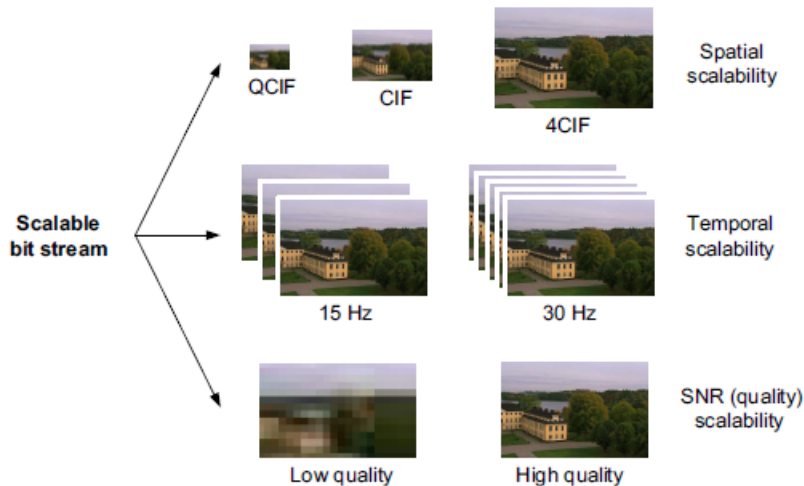 QCIF
CIF
4CIF
Spatial
scalability
Scalable
bit stream
15 Hz
30 Hz
Temporal
scalability
Low quality
High quality
SNR (quality)
scalability